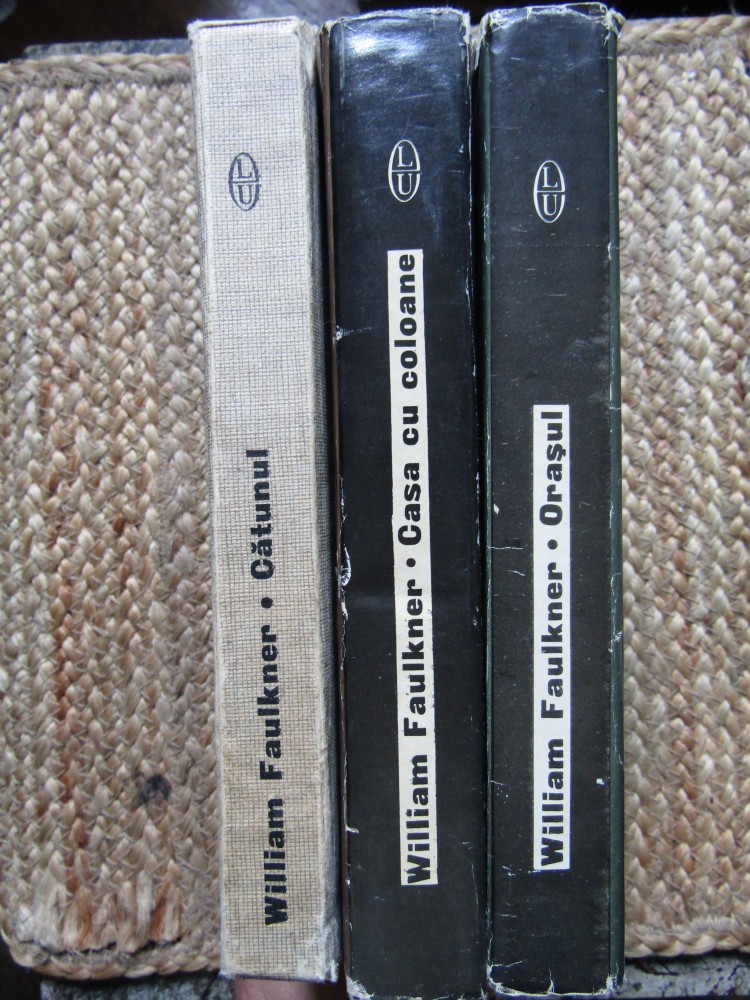 LU
William Faulkner • Cătunul
LU
William Faulkner • Casa cu coloane
LU
William Faulkner • Orașul